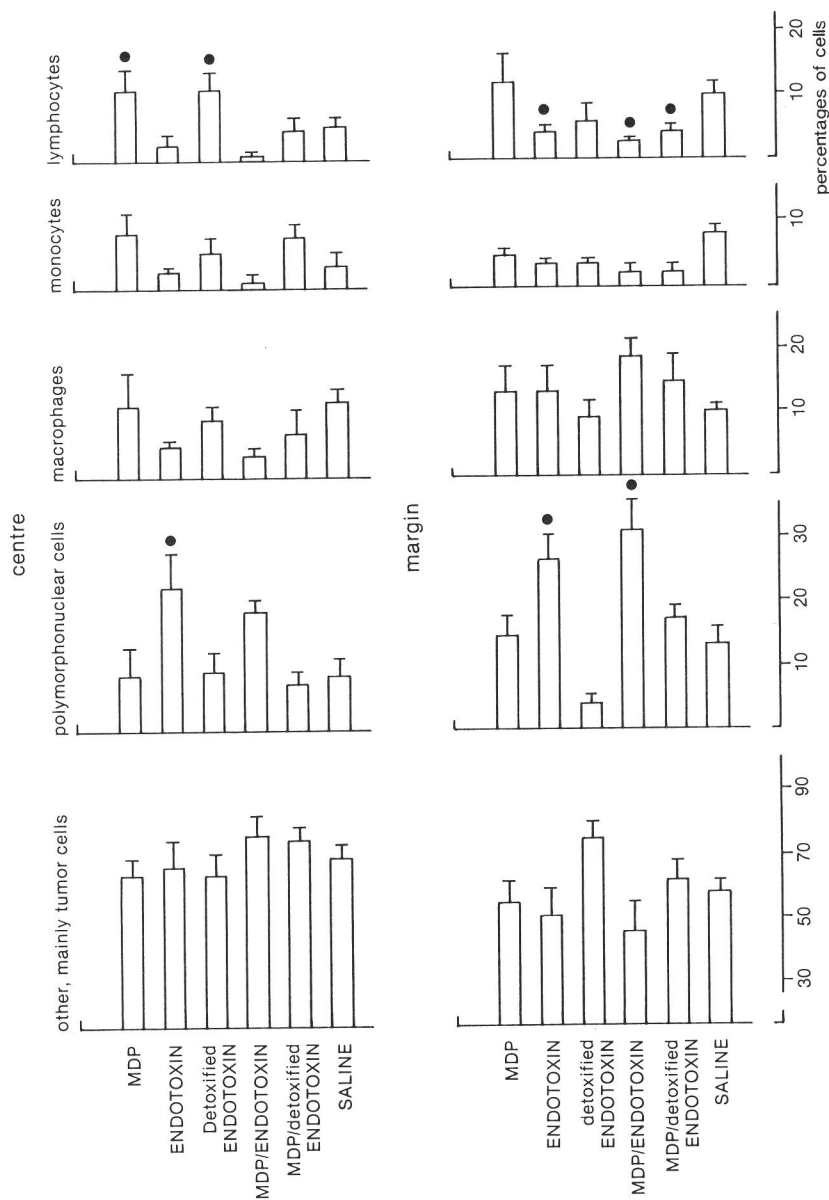 centre
lymphocytes
monocytes
macrophages
polymorphonuclear cells
other, mainly tumor cells
MDP
ENDOTOXIN
Detoxified
ENDOTOXIN
MDP/ENDOTOXIN
MDP/detoxified
ENDOTOXIN
SALINE
margin
20
10
10
20
10
30
20
10
90
70
50
30
percentages of cells
MDP
ENDOTOXIN
detoxified
ENDOTOXIN
MDP/ENDOTOXIN
MDP/detoxified
ENDOTOXIN
SALINE